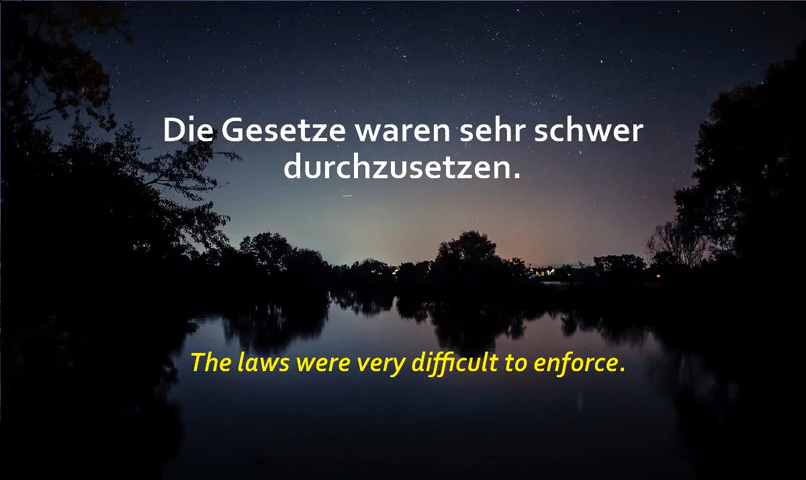 Die Gesetze waren sehr schwer
durchzusetzen.
The laws were very difficult to enforce.